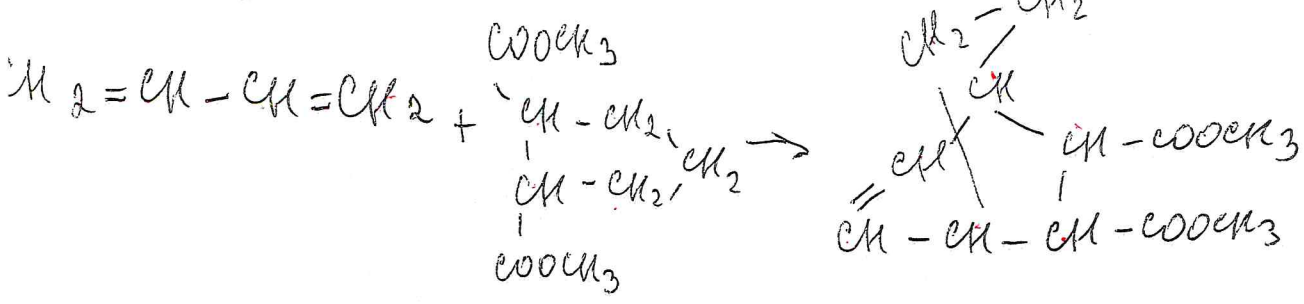 CH2 - CH2
COOCH3
H2=CH-CH=CH2 + CH-CH2
CH2 →
CH
CH
CH-COOCH3
CH-CH2
CH-CH-CH-COOCH3
COOCH3